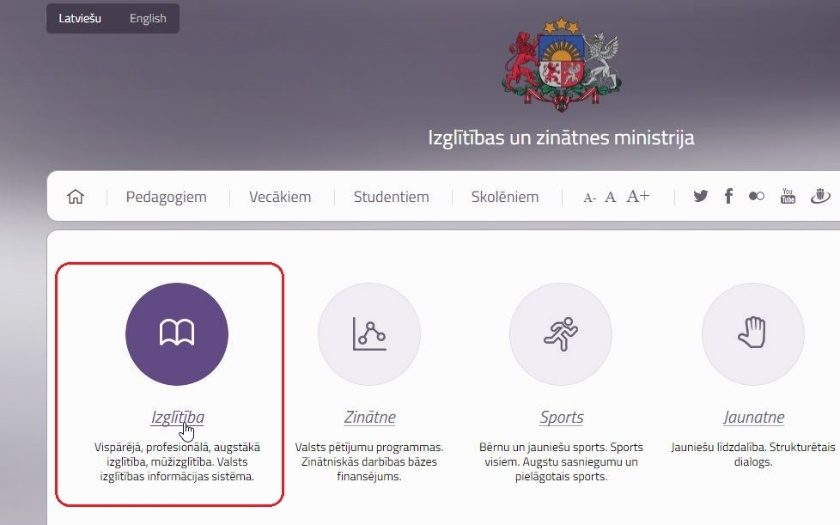 Latviešu English
Izglītības un zinātnes ministrija
Pedagogiem Vecākiem Studentiem Skolēniem A- A A+ You Tube
Izglītība Zinātne Sports Jaunatne
Vispārējā, profesionālā, augstākā
izglītība, mūžizglītība. Valsts
izglītības informācijas sistēma.
Valsts pētījumu programmas.
Zinātniskās darbības bāzes
finansējums.
Bērnu un jauniešu sports. Sports
visiem. Augstu sasniegumu un
pielāgotais sports.
Jauniešu līdzdalība. Strukturētais
dialogs.